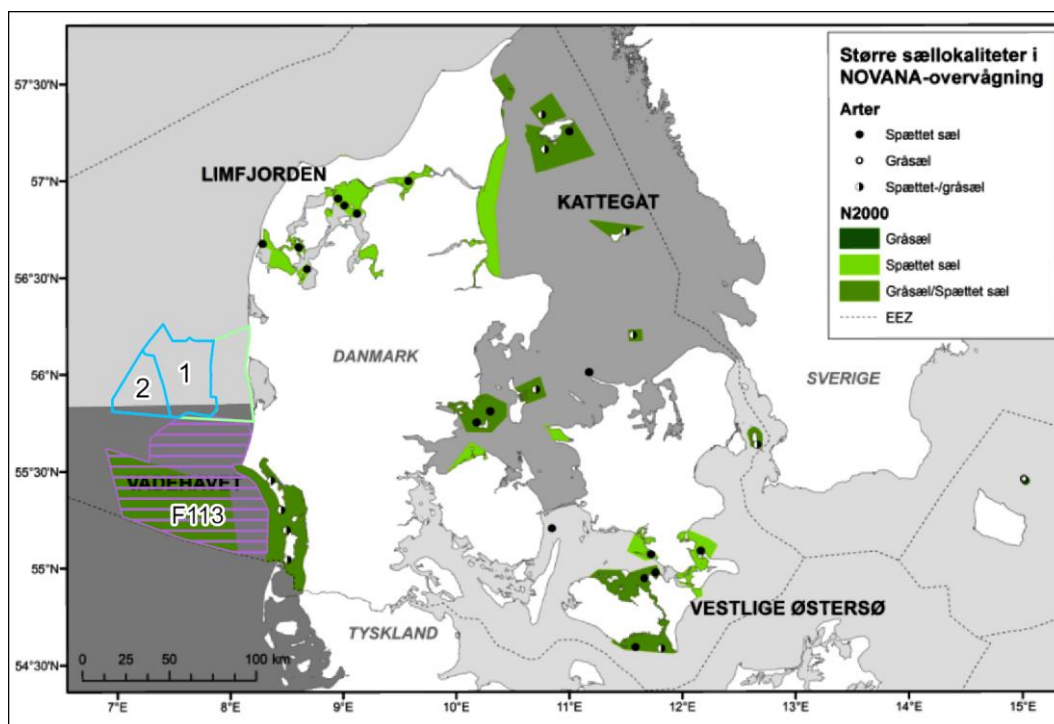 Større sællokaliteter i
NOVANA-overvågning
Arter
Spættet sæl
Gråsæl
Spættet-/gråsæl
N2000
Gråsæl
Spættet sæl
Gråsæl/Spættet sæl
EEZ
57°30'N
57°N
56°30'N
56°N
55°30'N
55°N
54°30'N
LIMFJORDEN
KATTEGAT
DANMARK
SVERIGE
1
2
VADEHAVET
F113
VESTLIGE ØSTERSØ
TYSKLAND
0 25 50 100 km
7°E 8°E 9°E 10°E 11°E 12°E 13°E 14°E 15°E